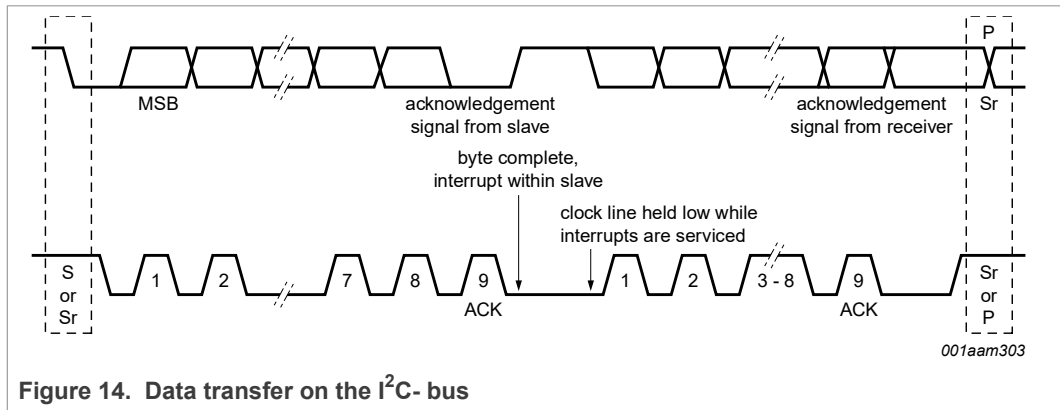 P
MSB
acknowledgement
signal from slave
acknowledgement
signal from receiver
Sr
byte complete,
interrupt within slave
clock line held low while
interrupts are serviced
S
or
Sr
1
2
7
8
9
ACK
1
2
3 - 8
9
ACK
Sr
or
P
001aam303
Figure 14. Data transfer on the I²C- bus